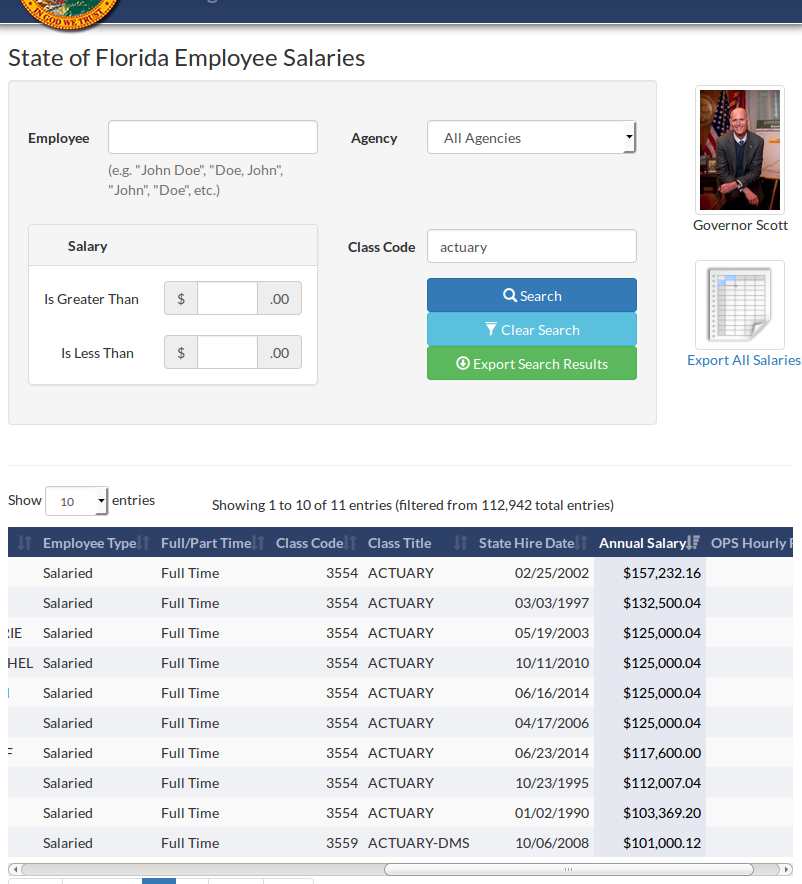 IN GOD WE TRUST
State of Florida Employee Salaries
Employee
(e.g. "John Doe", "Doe, John",
"John", "Doe", etc.)
Agency
All Agencies
Salary
Is Greater Than $ .00
Is Less Than $ .00
Class Code
actuary
Search
Clear Search
Export Search Results
Governor Scott
Export All Salaries
Show 10 entries
Showing 1 to 10 of 11 entries (filtered from 112,942 total entries)
Employee Type Full/Part Time Class Code Class Title State Hire Date Annual Salary OPS Hourly
Salaried Full Time 3554 ACTUARY 02/25/2002 $157,232.16
Salaried Full Time 3554 ACTUARY 03/03/1997 $132,500.04
RIE Salaried Full Time 3554 ACTUARY 05/19/2003 $125,000.04
HEL Salaried Full Time 3554 ACTUARY 10/11/2010 $125,000.04
Salaried Full Time 3554 ACTUARY 06/16/2014 $125,000.04
Salaried Full Time 3554 ACTUARY 04/17/2006 $125,000.04
F Salaried Full Time 3554 ACTUARY 06/23/2014 $117,600.00
Salaried Full Time 3554 ACTUARY 10/23/1995 $112,007.04
Salaried Full Time 3554 ACTUARY 01/02/1990 $103,369.20
Salaried Full Time 3559 ACTUARY-DMS 10/06/2008 $101,000.12